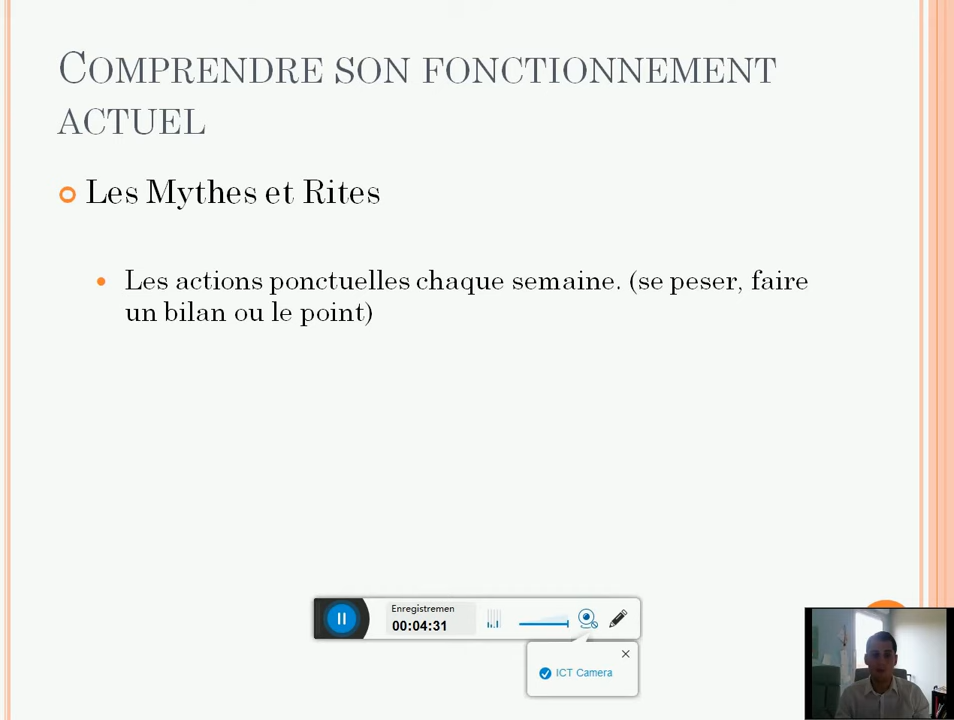 COMPRENDRE SON FONCTIONNEMENT
ACTUEL
Les Mythes et Rites
Les actions ponctuelles chaque semaine. (se peser, faire
un bilan ou le point)
Enregistremen
00:04:31
ICT Camera